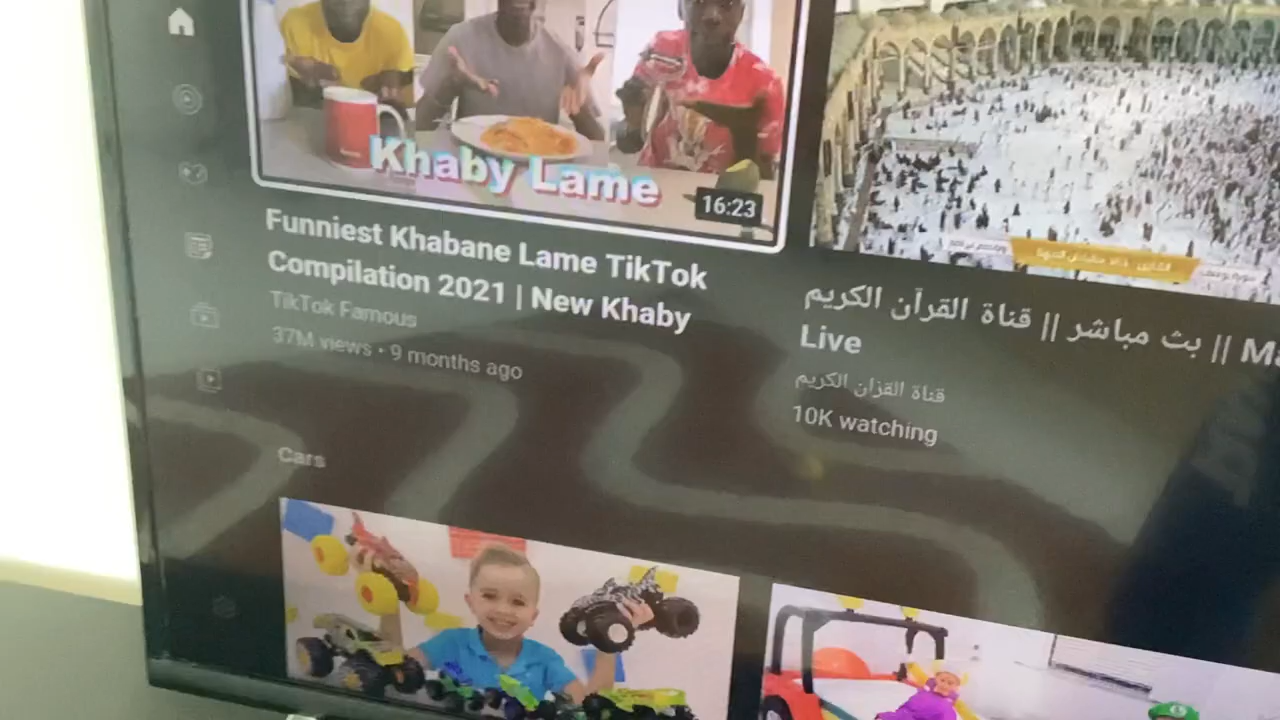 Khaby Lame
16:23
Funniest Khabane Lame TikTok
Compilation 2021 | New Khaby
TikTok Famous
37M views • 9 months ago
بث مباشر || قناة القرآن الكريم ||
Live
قناة القرآن الكريم
10K watching
Cars